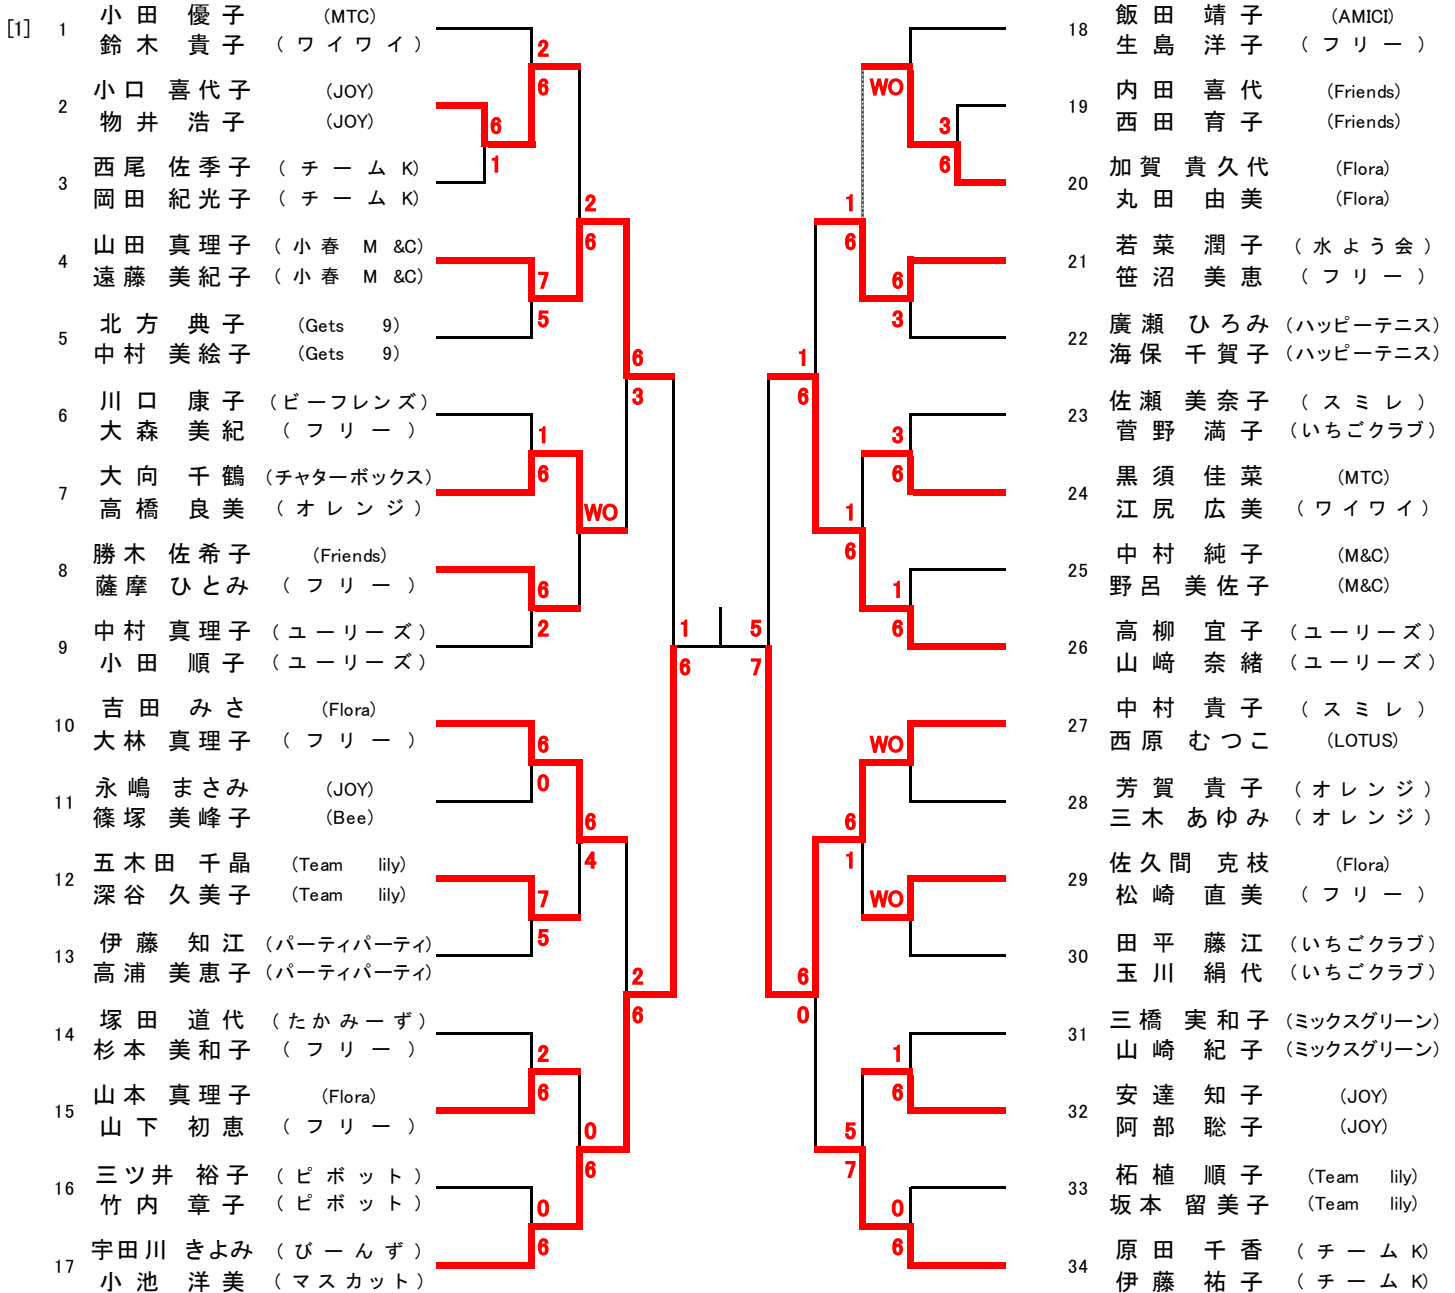 [1] 1 小田 優子 (MTC)
鈴木 貴子 (ワイワイ)
2 小口 喜代子 (JOY)
物井 浩子 (JOY)
3 西尾 佐季子 (チームK)
岡田 紀光子 (チームK)
4 山田 真理子 (小春 M&C)
遠藤 美紀子 (小春 M&C)
5 北方 典子 (Gets 9)
中村 美絵子 (Gets 9)
6 川口 康子 (ビーフレンズ)
大森 美紀 (フリー)
7 大向 千鶴 (チャターボックス)
高橋 良美 (オレンジ)
8 勝木 佐希子 (Friends)
薩摩 ひとみ (フリー)
9 中村 真理子 (ユーリーズ)
小田 順子 (ユーリーズ)
10 吉田 みさ (Flora)
大林 真理子 (フリー)
11 永嶋 まさみ (JOY)
篠塚 美峰子 (Bee)
12 五木田 千晶 (Team lily)
深谷 久美子 (Team lily)
13 伊藤 知江 (パーティパーティ)
高浦 美恵子 (パーティパーティ)
14 塚田 道代 (たかみーず)
杉本 美和子 (フリー)
15 山本 真理子 (Flora)
山下 初恵 (フリー)
16 三ツ井 裕子 (ピボット)
竹内 章子 (ピボット)
17 宇田川 きよみ (びーんず)
小池 洋美 (マスカット)
2
6
6
1
7
5
1
6
6
2
6
0
7
5
2
6
0
6
2
6
WO
6
4
0
6
6
3
2
6
1
6
5
7
1
6
6
0
1
6
1
6
6
1
5
7
WO
3
6
6
3
3
6
1
6
WO
WO
1
6
0
6
18 飯田 靖子 (AMICI)
生島 洋子 (フリー)
19 内田 喜代 (Friends)
西田 育子 (Friends)
20 加賀 貴久代 (Flora)
丸田 由美 (Flora)
21 若菜 潤子 (水よう会)
笹沼 美恵 (フリー)
22 廣瀬 ひろみ (ハッピーテニス)
海保 千賀子 (ハッピーテニス)
23 佐瀬 美奈子 (スミレ)
菅野 満子 (いちごクラブ)
24 黒須 佳菜 (MTC)
江尻 広美 (ワイワイ)
25 中村 純子 (M&C)
野呂 美佐子 (M&C)
26 高柳 宜子 (ユーリーズ)
山﨑 奈緒 (ユーリーズ)
27 中村 貴子 (スミレ)
西原 むつこ (LOTUS)
28 芳賀 貴子 (オレンジ)
三木 あゆみ (オレンジ)
29 佐久間 克枝 (Flora)
松崎 直美 (フリー)
30 田平 藤江 (いちごクラブ)
玉川 絹代 (いちごクラブ)
31 三橋 実和子 (ミックスグリーン)
山崎 紀子 (ミックスグリーン)
32 安達 知子 (JOY)
阿部 聡子 (JOY)
33 柘植 順子 (Team lily)
坂本 留美子 (Team lily)
34 原田 千香 (チームK)
伊藤 祐子 (チームK)